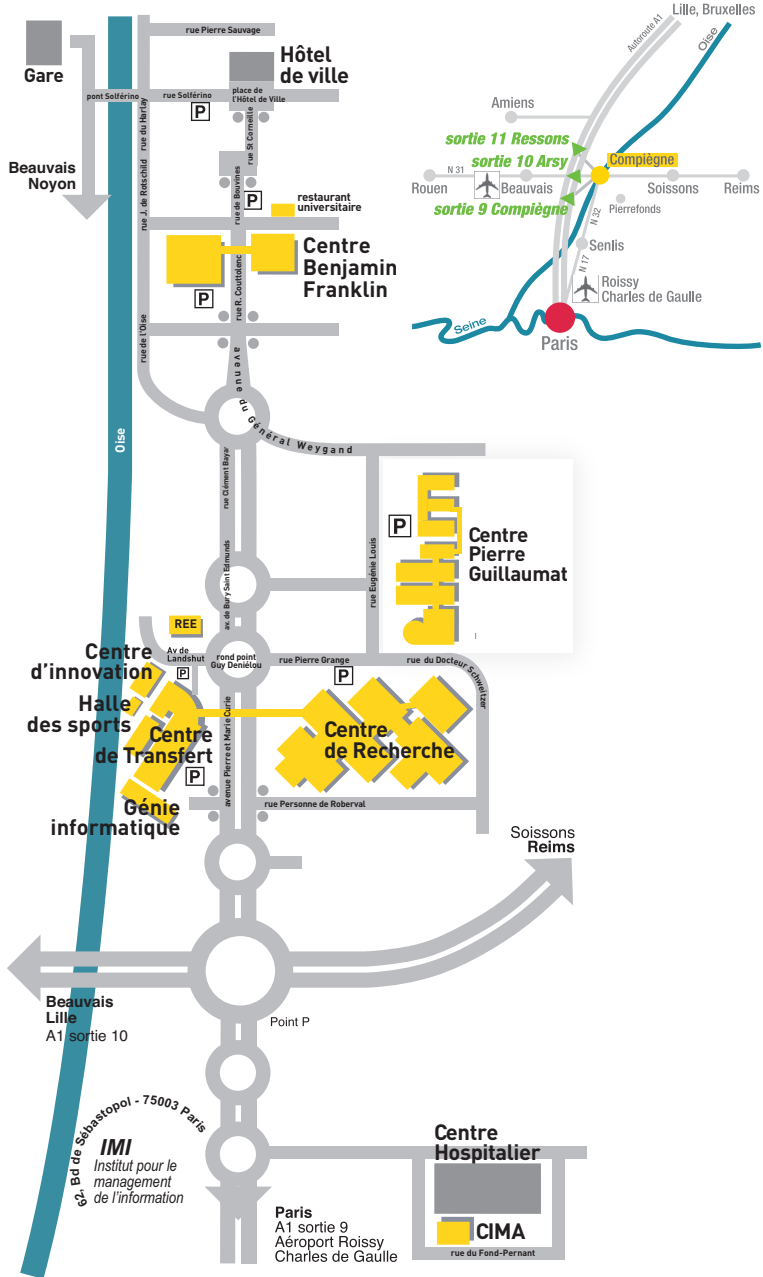 rue Pierre Sauvage
Gare
Hôtel
de ville
pont Solférino
rue Solférino
P
place de
l'Hôtel de Ville
rue du Harlay
rue St Corneille
Beauvais
Noyon
rue J. de Rotschild
rue de Bouvines
P
restaurant
universitaire
Centre
Benjamin
Franklin
P
rue R. Couttolenc
rue de l'Oise
avenue du Général Weygand
Oise
rue Clément Bayar
P
Centre
Pierre
Guillaumat
rue Eugénie Louis
av. de Bury Saint Edmunds
REE
Av de
Landshut
P
rond point
Guy Deniélou
rue Pierre Grange
P
rue du Docteur Schweitzer
Centre
d'innovation
Halle
des sports
Centre
de Transfert
P
avenue Pierre et Marie Curie
Centre
de Recherche
Génie
informatique
rue Personne de Roberval
Soissons
Reims
Beauvais
Lille
A1 sortie 10
Point P
62, Bd de Sébastopol - 75003 Paris
IMI
Institut pour le
management
de l'information
Centre
Hospitalier
CIMA
rue du Fond-Pernant
Paris
A1 sortie 9
Aéroport Roissy
Charles de Gaulle
Lille, Bruxelles
Autoroute A1
Oise
Amiens
sortie 11 Ressons
sortie 10 Arsy
Compiègne
N 31
Rouen
Beauvais
Soissons
Reims
sortie 9 Compiègne
N 32
Pierrefonds
Senlis
N 17
Roissy
Charles de Gaulle
Seine
Paris